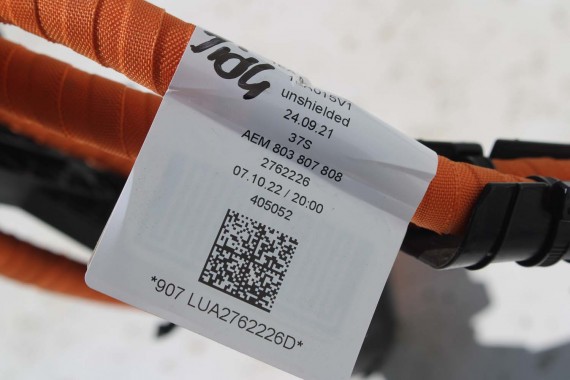 unshielded
24.09.21
37S
AEM 803 807 808
2762226
07.10.22 / 20:00
405052
*907 LUA2762226D*